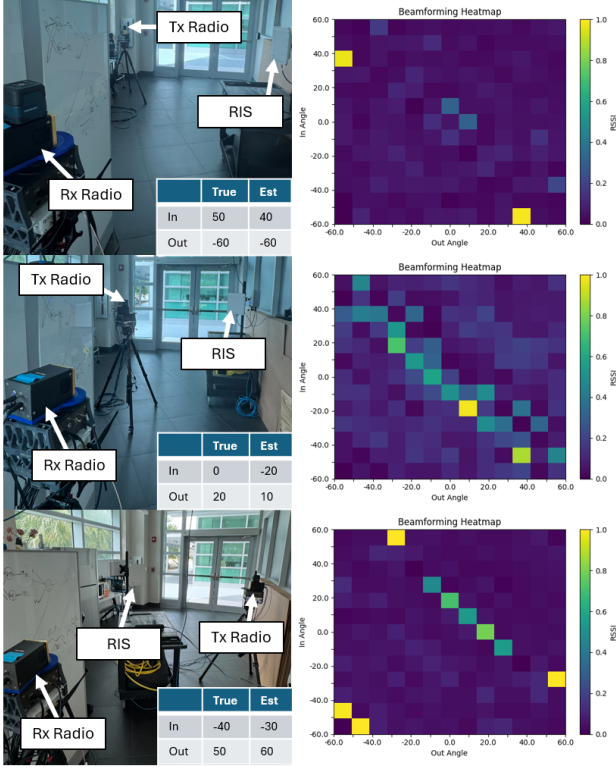 Tx Radio
RIS
Rx Radio
True Est
In 50 40
Out -60 -60
Beamforming Heatmap
60.0
40.0
20.0
0.0
-20.0
-40.0
-60.0
In Angle
-60.0 -40.0 -20.0 0.0 20.0 40.0 60.0
Out Angle
1.0
0.8
0.6
0.4
0.2
0.0
RSSI
Tx Radio
RIS
Rx Radio
True Est
In 0 -20
Out 20 10
Beamforming Heatmap
60.0
40.0
20.0
0.0
-20.0
-40.0
-60.0
In Angle
-60.0 -40.0 -20.0 0.0 20.0 40.0 60.0
Out Angle
1.0
0.8
0.6
0.4
0.2
0.0
RSSI
RIS
Tx Radio
Rx Radio
True Est
In -40 -30
Out 50 60
Beamforming Heatmap
60.0
40.0
20.0
0.0
-20.0
-40.0
-60.0
In Angle
-60.0 -40.0 -20.0 0.0 20.0 40.0 60.0
Out Angle
1.0
0.8
0.6
0.4
0.2
0.0
RSSI